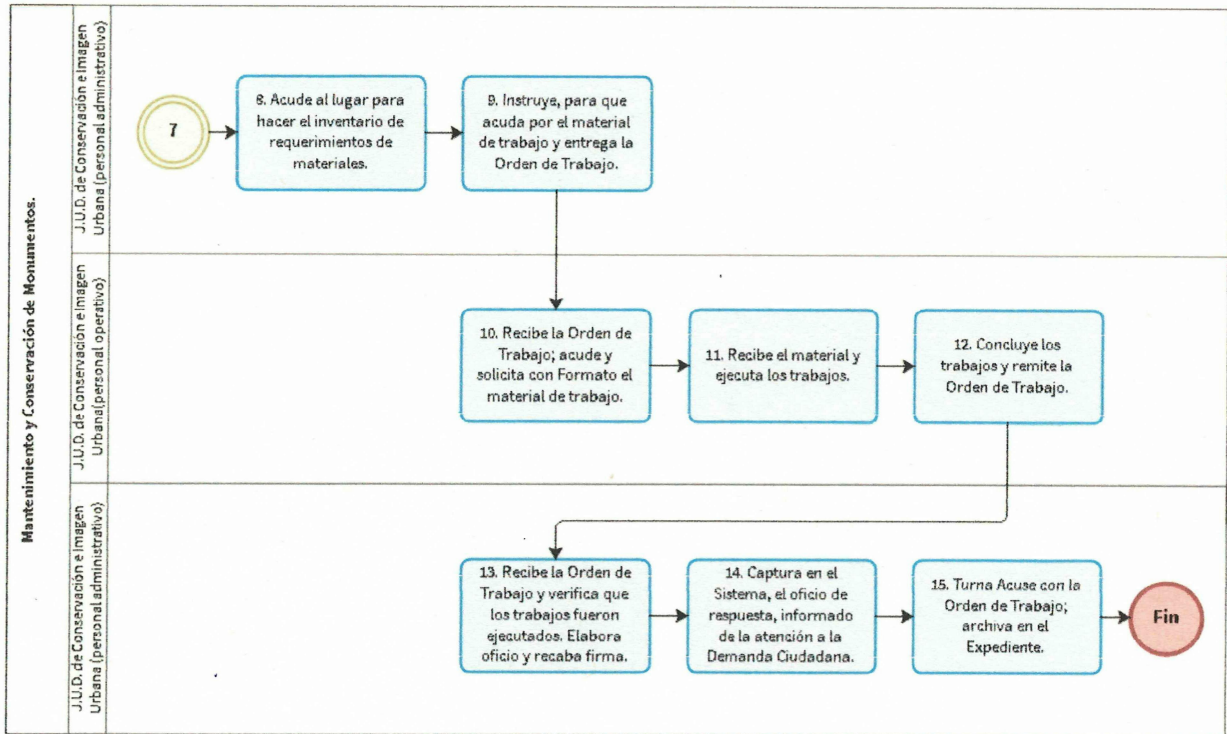 Mantenimiento y Conservación de Monumentos.
J.U.D. de Conservación e Imagen
Urbana (personal administrativo)
7
8. Acude al lugar para
hacer el inventario de
requerimientos de
materiales.
9. Instruye, para que
acuda por el material
de trabajo y entrega la
Orden de Trabajo.
J.U.D. de Conservación e Imagen
Urbana(personal operativo)
10. Recibe la Orden de
Trabajo; acude y
solicita con Formato el
material de trabajo.
11. Recibe el material y
ejecuta los trabajos.
12. Concluye los
trabajos y remite la
Orden de Trabajo.
J.U.D. de Conservación e Imagen
Urbana (personal administrativo)
13. Recibe la Orden de
Trabajo y verifica que
los trabajos fueron
ejecutados. Elabora
oficio y recaba firma.
14. Captura en el
Sistema, el oficio de
respuesta, informado
de la atención a la
Demanda Ciudadana.
15. Turna Acuse con la
Orden de Trabajo;
archiva en el
Expediente.
Fin